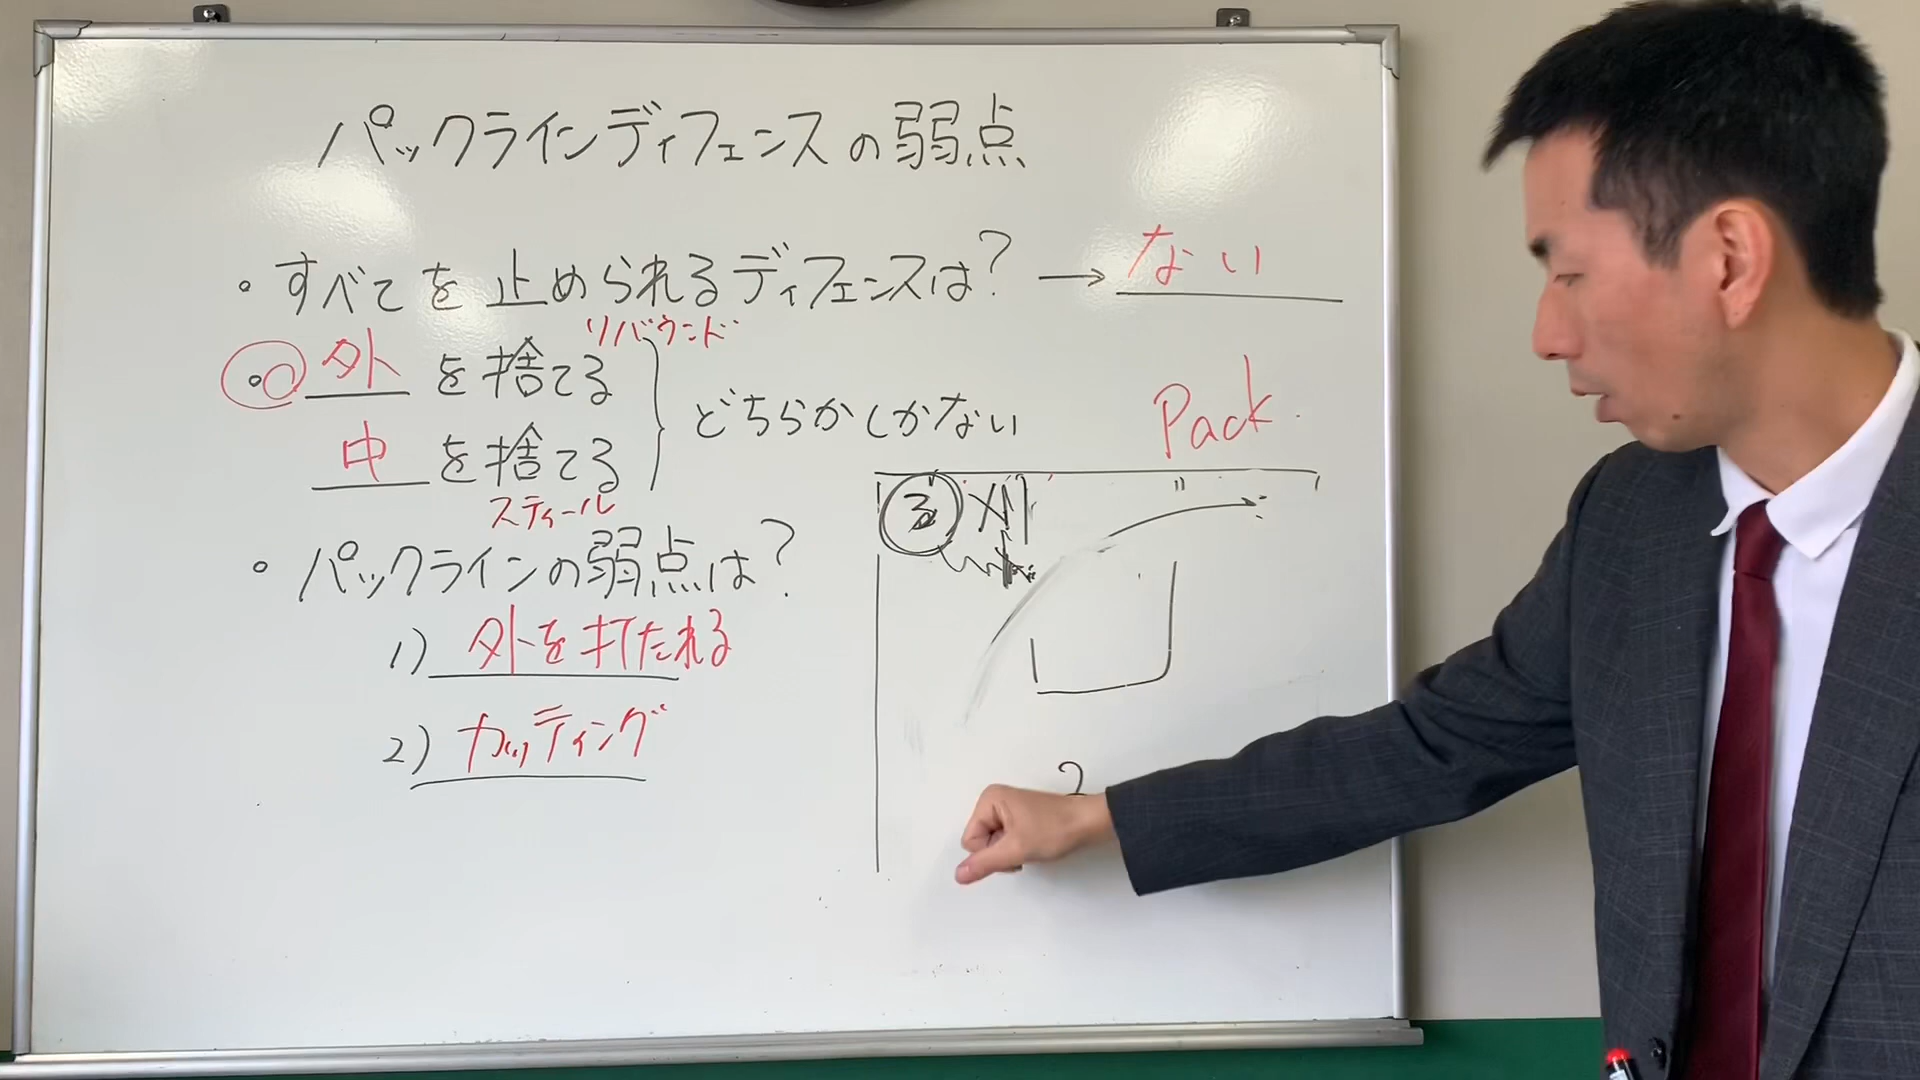 パックラインディフェンスの弱点
・すべてを止められるディフェンスは？→ない
リバウンド
外を捨てる
中を捨てる
どちらかしかない
スティール
Pack
・パックラインの弱点は？
1) 外を打たれる
2) カッティング
3
2